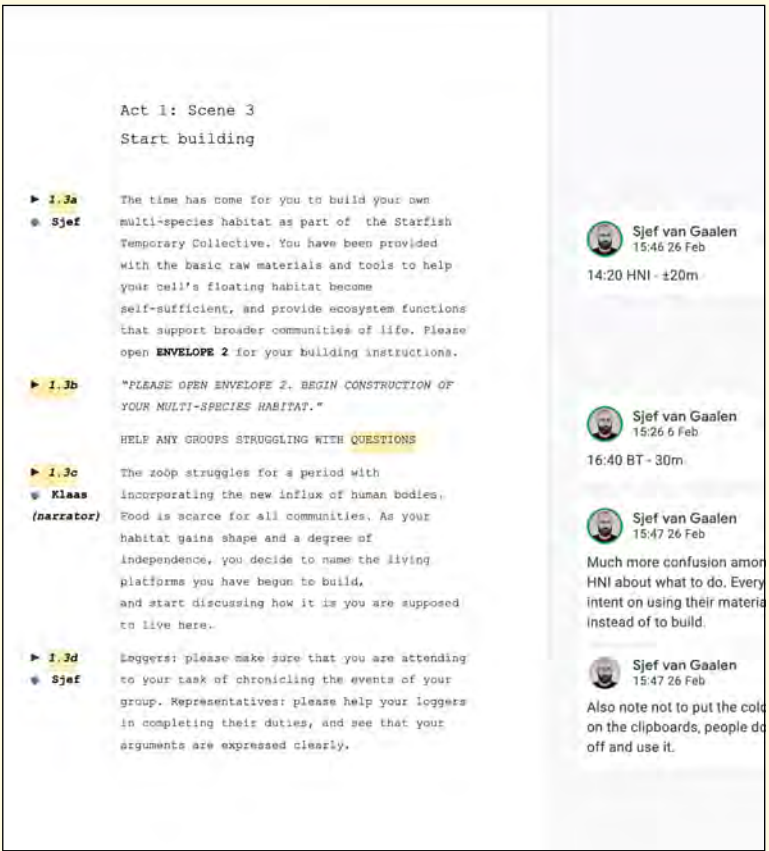 Act 1: Scene 3
Start building
► 1.3a
● Sjef
The time has come for you to build your own
multi-species habitat as part of the Starfish
Temporary Collective. You have been provided
with the basic raw materials and tools to help
your cell's floating habitat become
self-sufficient, and provide ecosystem functions
that support broader communities of life. Please
open ENVELOPE 2 for your building instructions.
► 1.3b
"PLEASE OPEN ENVELOPE 2. BEGIN CONSTRUCTION OF
YOUR MULTI-SPECIES HABITAT."
HELP ANY GROUPS STRUGGLING WITH QUESTIONS
► 1.3c
● Klaas
(narrator)
The zoöp struggles for a period with
incorporating the new influx of human bodies.
Food is scarce for all communities. As your
habitat gains shape and a degree of
independence, you decide to name the living
platforms you have begun to build,
and start discussing how it is you are supposed
to live here.
► 1.3d
● Sjef
Loggers: please make sure that you are attending
to your task of chronicling the events of your
group. Representatives: please help your loggers
in completing their duties, and see that your
arguments are expressed clearly.
Sjef van Gaalen
15:46 26 Feb
14:20 HNI - ±20m
Sjef van Gaalen
15:26 6 Feb
16:40 BT - 30m
Sjef van Gaalen
15:47 26 Feb
Much more confusion amon
HNI about what to do. Every
intent on using their materia
instead of to build.
Sjef van Gaalen
15:47 26 Feb
Also note not to put the colo
on the clipboards, people do
off and use it.